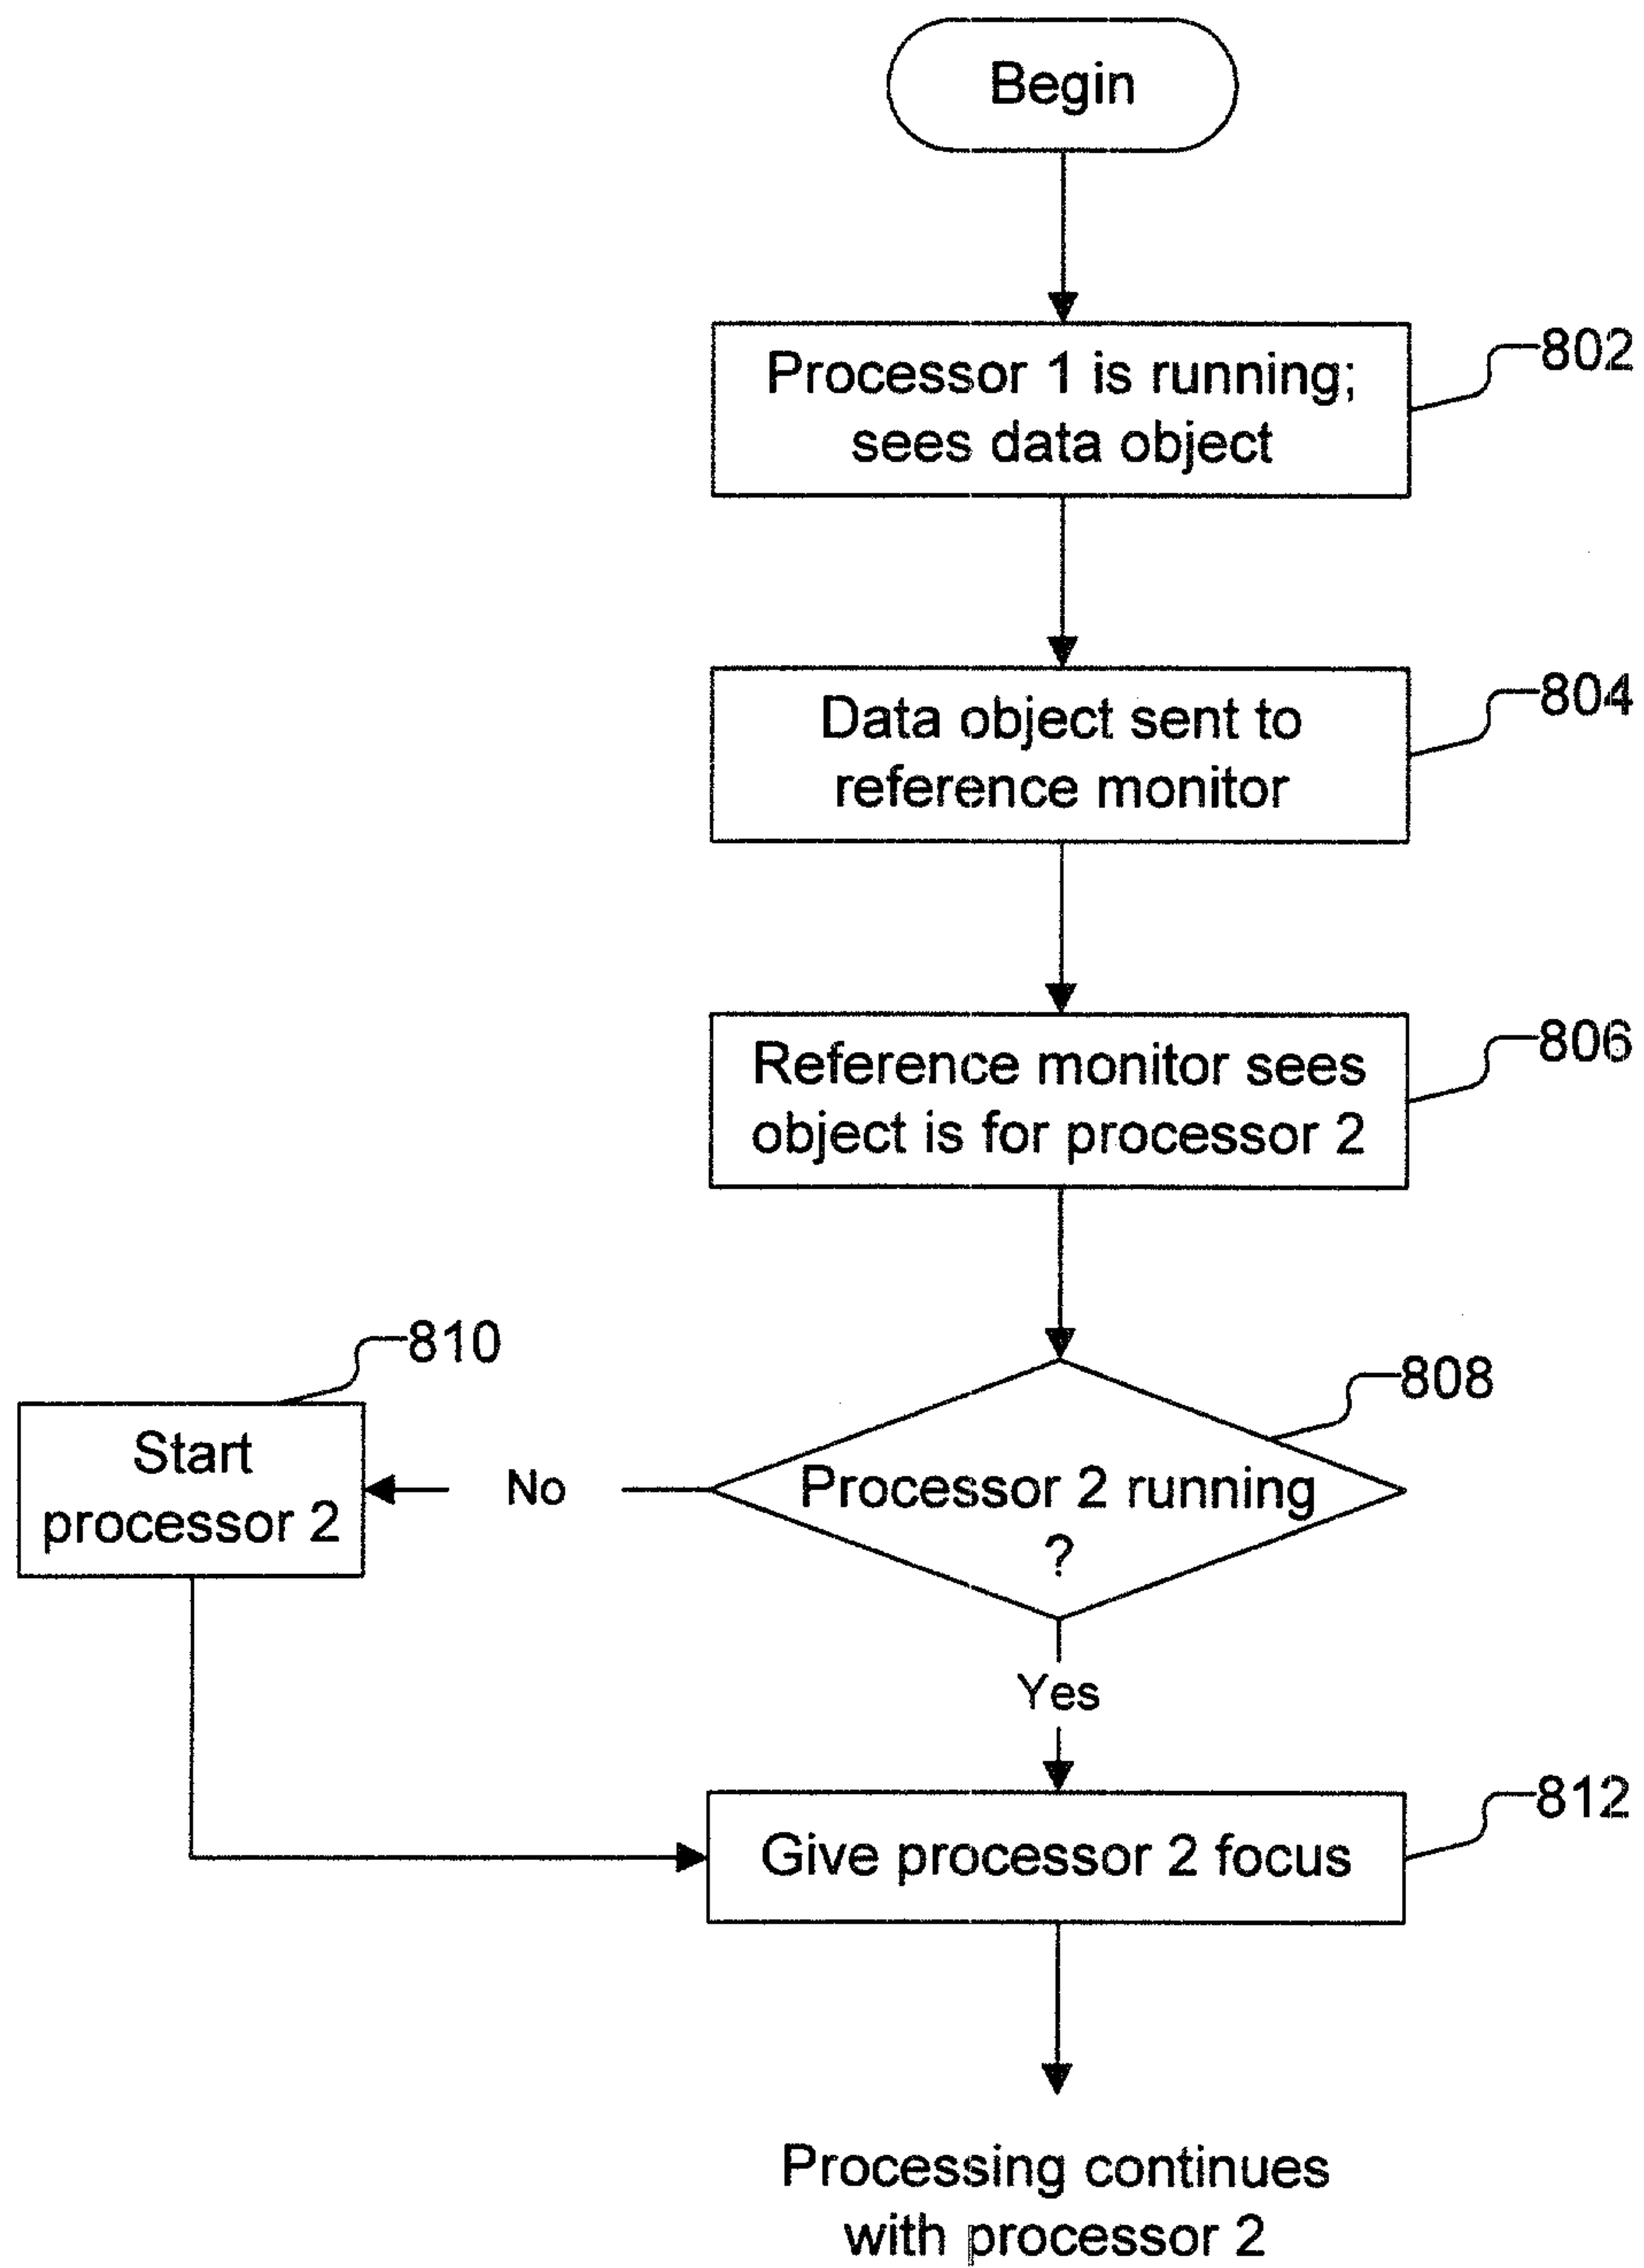 Begin
Processor 1 is running;
sees data object
802
Data object sent to
reference monitor
804
Reference monitor sees
object is for processor 2
806
810
Start
processor 2
No
808
Processor 2 running
?
Yes
812
Give processor 2 focus
Processing continues
with processor 2